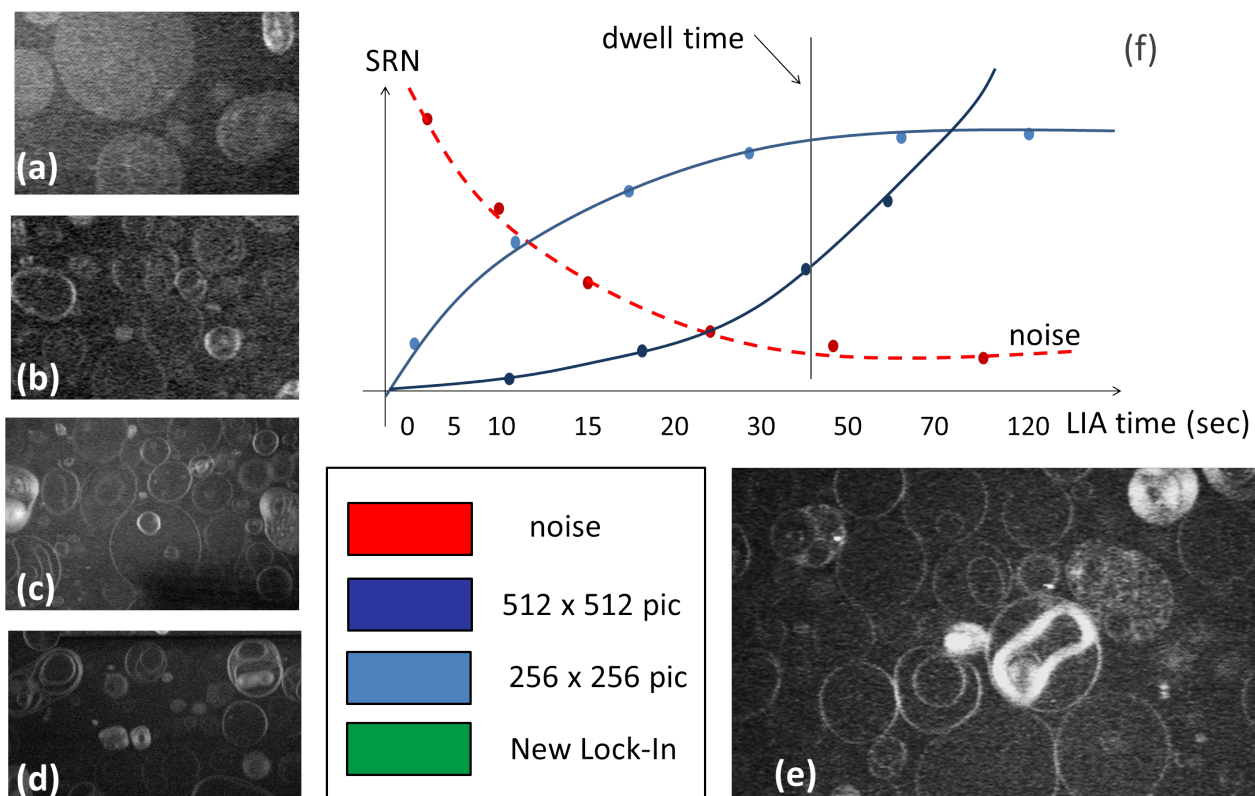 (a)
(b)
(c)
(d)
SRN
dwell time
(f)
noise
0 5 10 15 20 30 50 70 120 LIA time (sec)
noise
512 x 512 pic
256 x 256 pic
New Lock-In
(e)